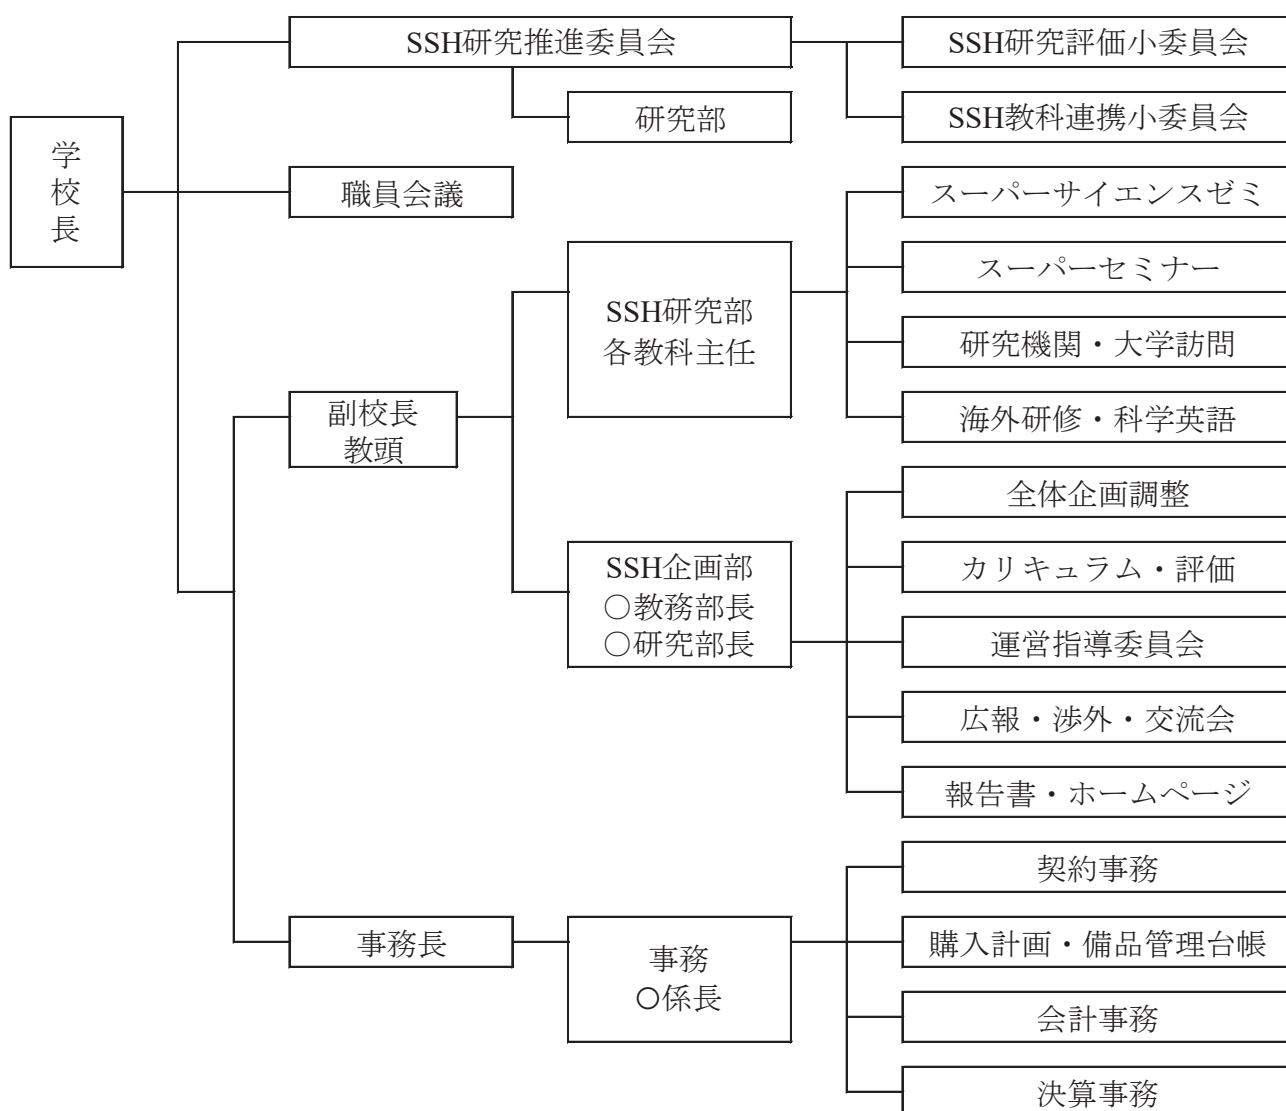 SSH研究推進委員会
SSH研究評価小委員会
研究部
SSH教科連携小委員会
学
校
長
職員会議
スーパーサイエンスゼミ
SSH研究部
各教科主任
スーパーセミナー
研究機関・大学訪問
海外研修・科学英語
副校長
教頭
全体企画調整
SSH企画部
○教務部長
○研究部長
カリキュラム・評価
運営指導委員会
広報・渉外・交流会
報告書・ホームページ
契約事務
事務長
事務
○係長
購入計画・備品管理台帳
会計事務
決算事務